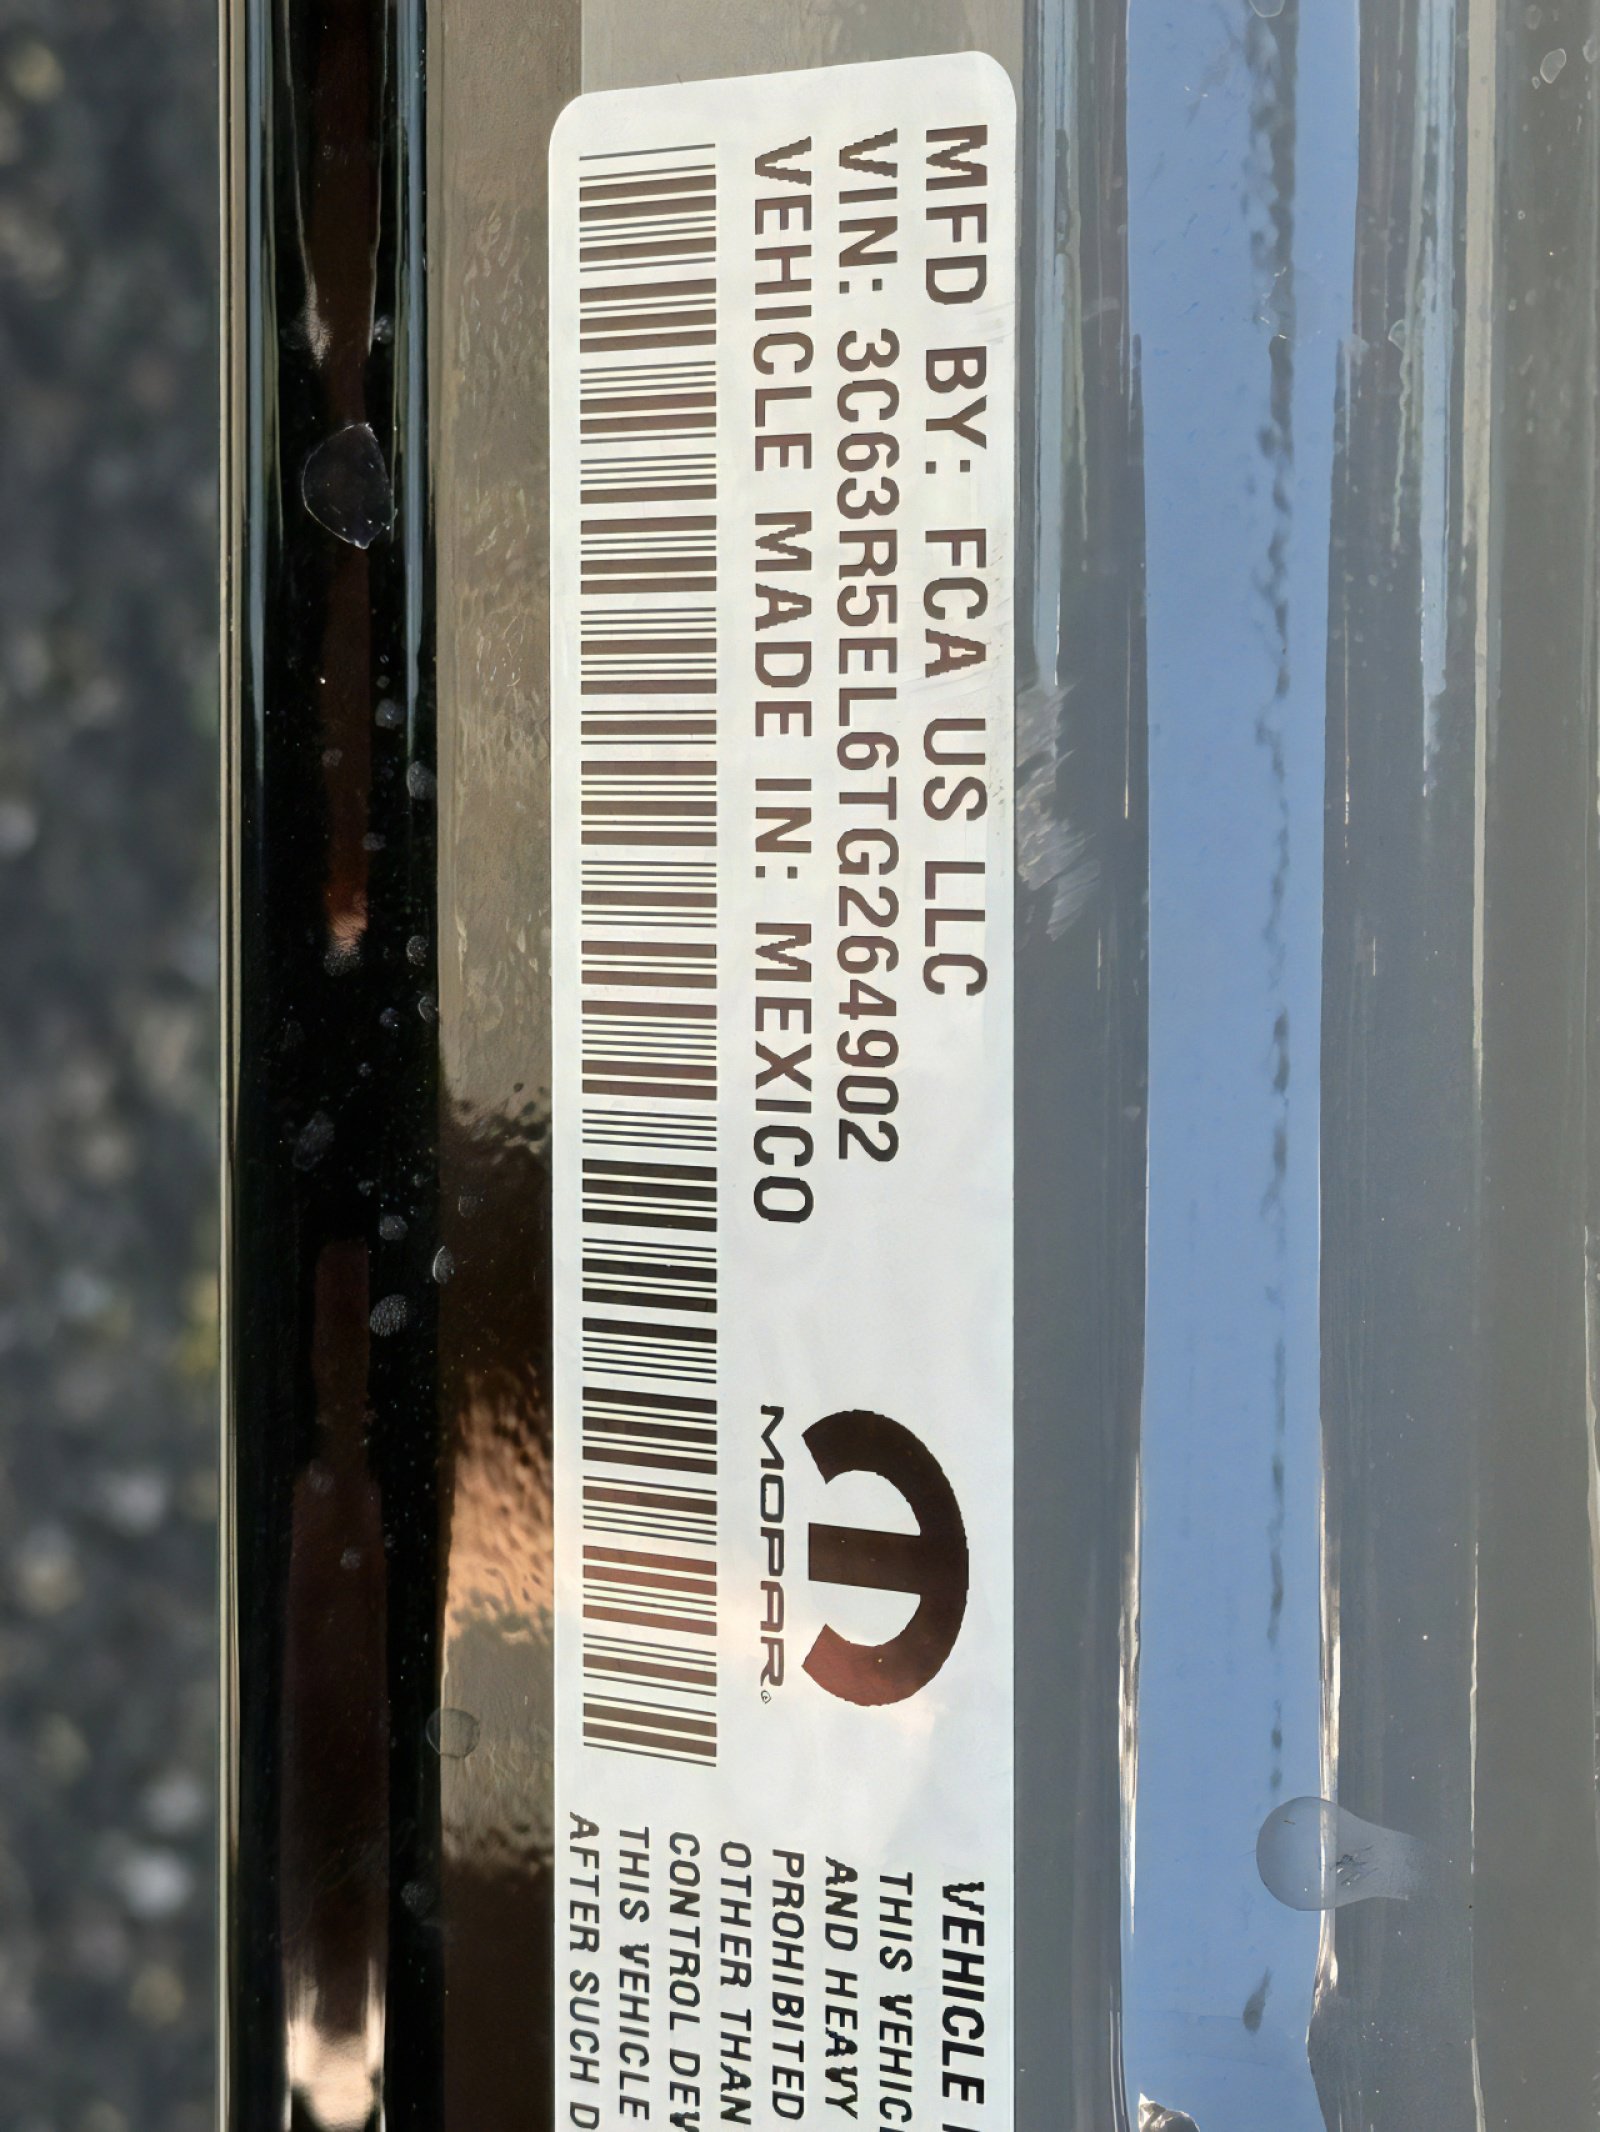 MFD BY: FCA US LLC
VIN: 3C63R5EL6TG264902
VEHICLE MADE IN: MEXICO
MOPAR®
VEHICLE
THIS VEHIC
AND HEAVY
PROHIBITED
OTHER THAN
CONTROL DEV
THIS VEHICLE
AFTER SUCH D